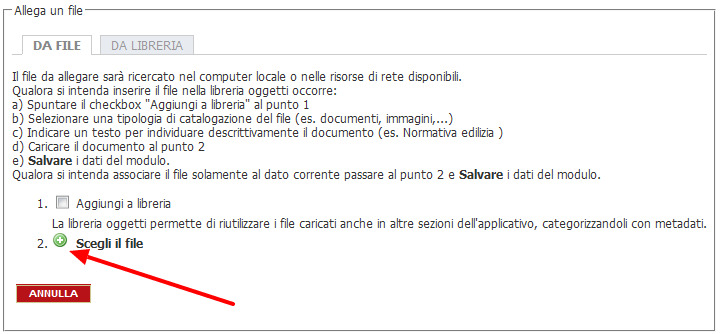 Allega un file
DA FILE
DA LIBRERIA
Il file da allegare sarà ricercato nel computer locale o nelle risorse di rete disponibili.
Qualora si intenda inserire il file nella libreria oggetti occorre:
a) Spuntare il checkbox "Aggiungi a libreria" al punto 1
b) Selezionare una tipologia di catalogazione del file (es. documenti, immagini,...)
c) Indicare un testo per individuare descrittivamente il documento (es. Normativa edilizia )
d) Caricare il documento al punto 2
e) Salvare i dati del modulo.
Qualora si intenda associare il file solamente al dato corrente passare al punto 2 e Salvare i dati del modulo.
1. Aggiungi a libreria
La libreria oggetti permette di riutilizzare i file caricati anche in altre sezioni dell'applicativo, categorizzandoli con metadati.
2. Scegli il file
ANNULLA